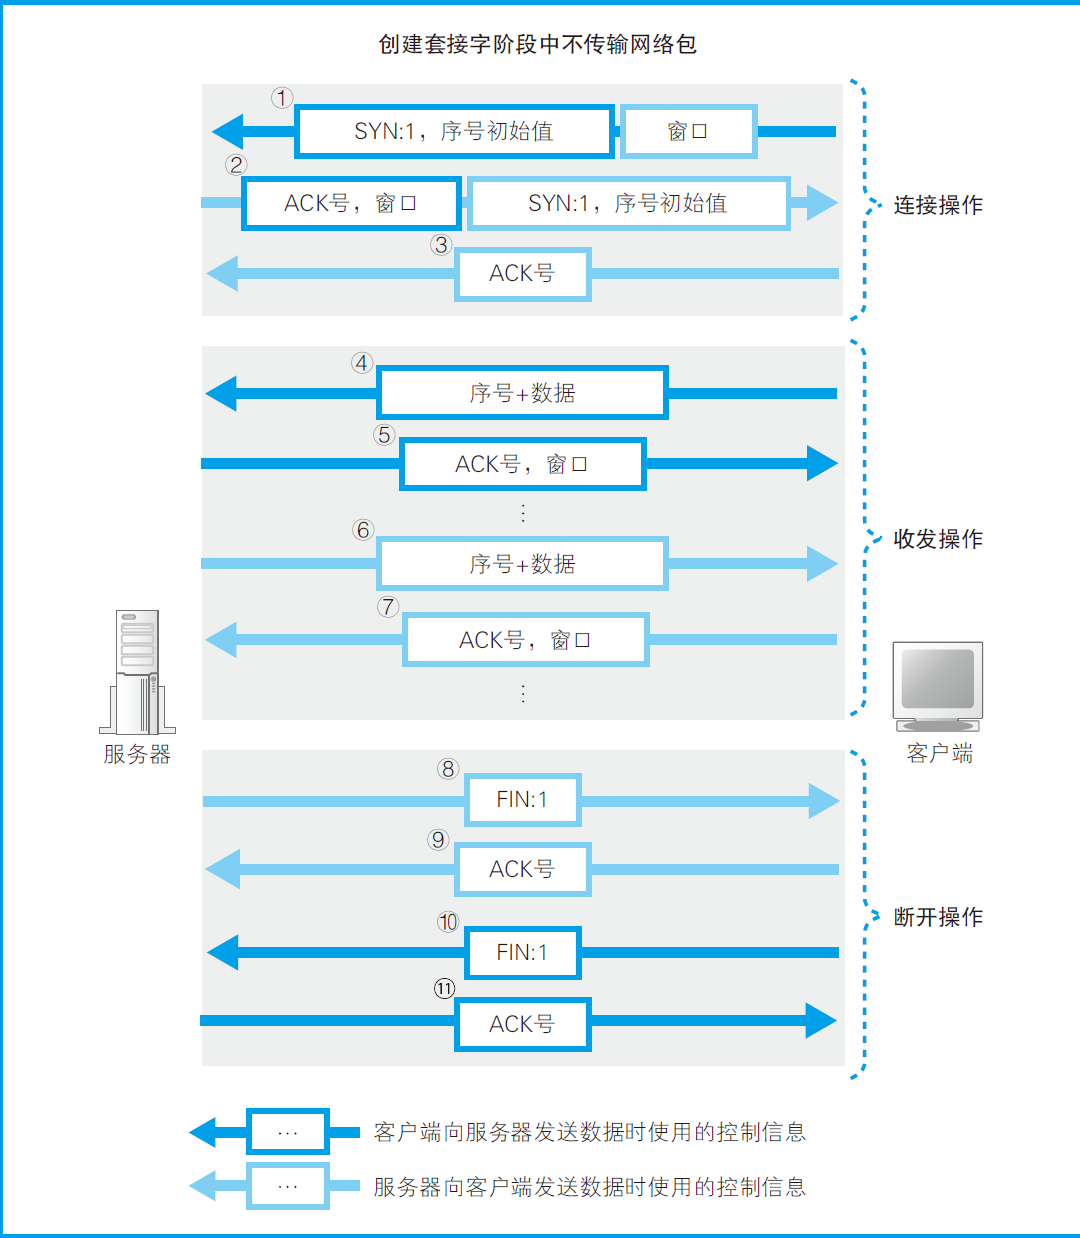 创建套接字阶段中不传输网络包
① SYN:1，序号初始值 窗口
② ACK号，窗口 SYN:1，序号初始值
连接操作
③ ACK号
④ 序号+数据
⑤ ACK号，窗口
⋮
⑥ 序号+数据
收发操作
⑦ ACK号，窗口
⋮
服务器
客户端
⑧ FIN:1
⑨ ACK号
⑩ FIN:1
断开操作
⑪ ACK号
… 客户端向服务器发送数据时使用的控制信息
… 服务器向客户端发送数据时使用的控制信息